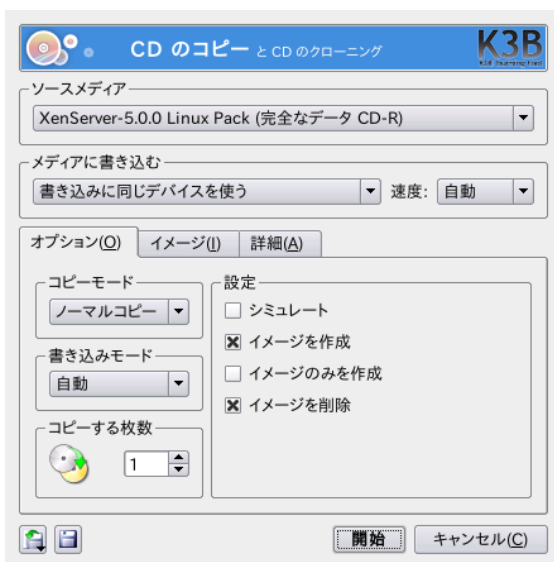 CD のコピー と CD のクローニング
K3B
ソースメディア
XenServer-5.0.0 Linux Pack (完全なデータ CD-R)
メディアに書き込む
書き込みに同じデバイスを使う
速度: 自動
オプション(O) イメージ(I) 詳細(A)
コピーモード
ノーマルコピー
書き込みモード
自動
コピーする枚数
1
設定
シミュレート
イメージを作成
イメージのみを作成
イメージを削除
開始 キャンセル(C)